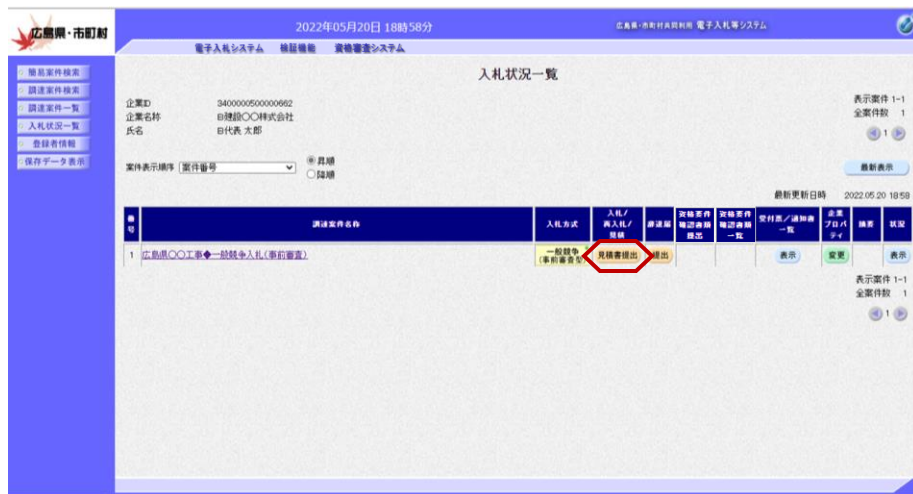 広島県・市町村
2022年05月20日 18時58分
広島県・市町村共同利用 電子入札等システム
電子入札システム 検証機能 資格審査システム
簡易案件検索
調達案件検索
調達案件一覧
入札状況一覧
登録者情報
保存データ表示
入札状況一覧
企業ID 3400000500000662
企業名称 B建設○○株式会社
氏名 B代表 太郎
表示案件 1-1
全案件数 1
1
案件表示順序 案件番号
昇順
降順
最新表示
最新更新日時 2022.05.20 18:58
番号 調達案件名称 入札方式 入札/再入札/見積 辞退届 資格要件確認書類提出 資格要件確認書類一覧 受付票/通知書一覧 企業プロパティ 摘要 状況
1 広島県○○工事◆一般競争入札(事前審査) 一般競争(事前審査型) 見積書提出 提出 表示 変更 表示
表示案件 1-1
全案件数 1
1